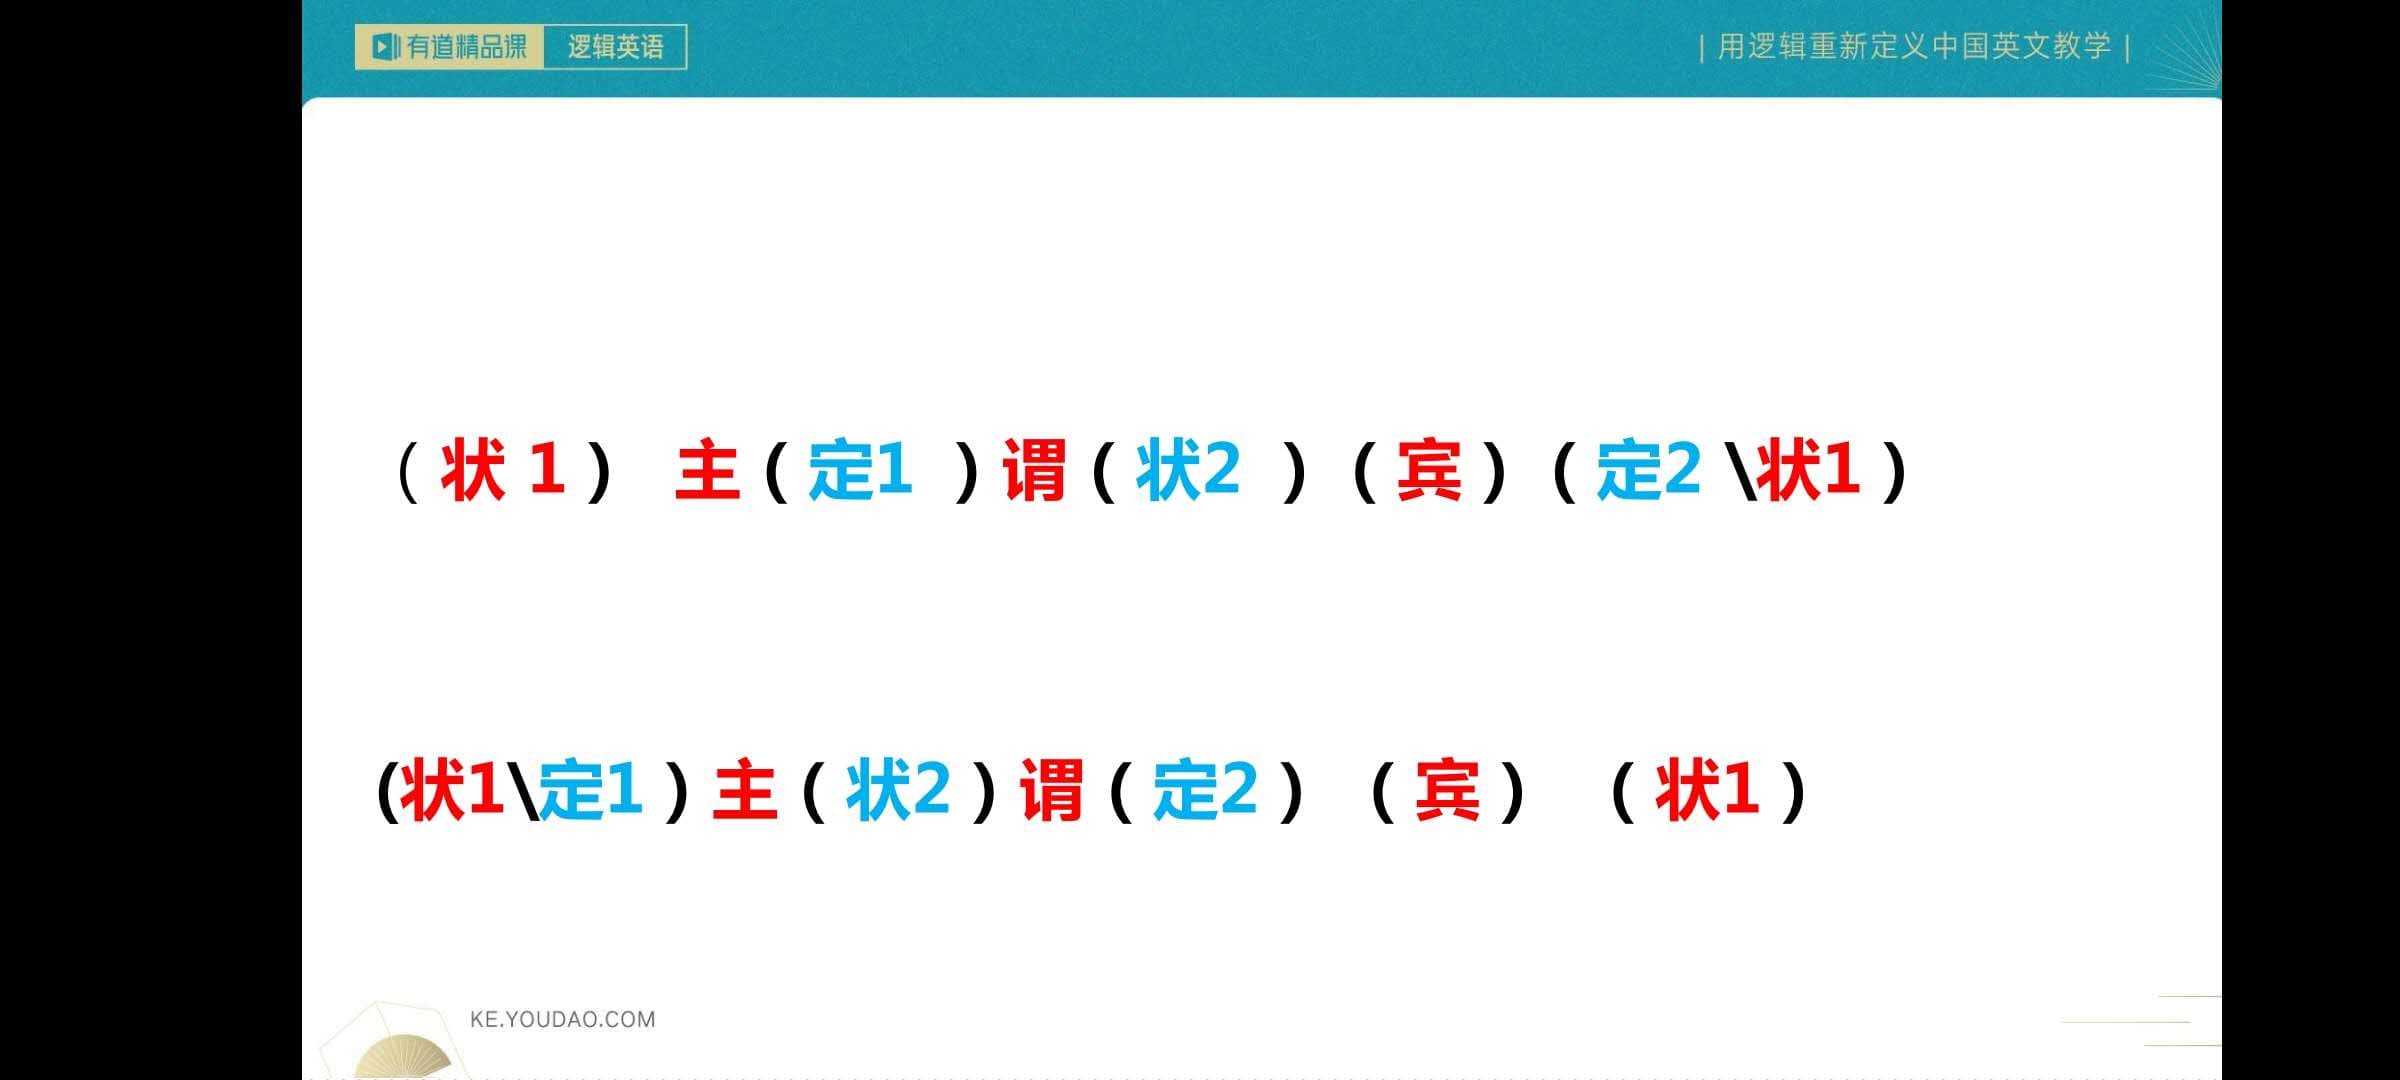 有道精品课 逻辑英语
| 用逻辑重新定义中国英文教学 |
（状 1） 主（定1 ）谓（状2 ）（宾）（定2 \状1 ）
(状1\定1 ）主（状2 ）谓（定2 ） （宾 ） （状1 ）
KE.YOUDAO.COM